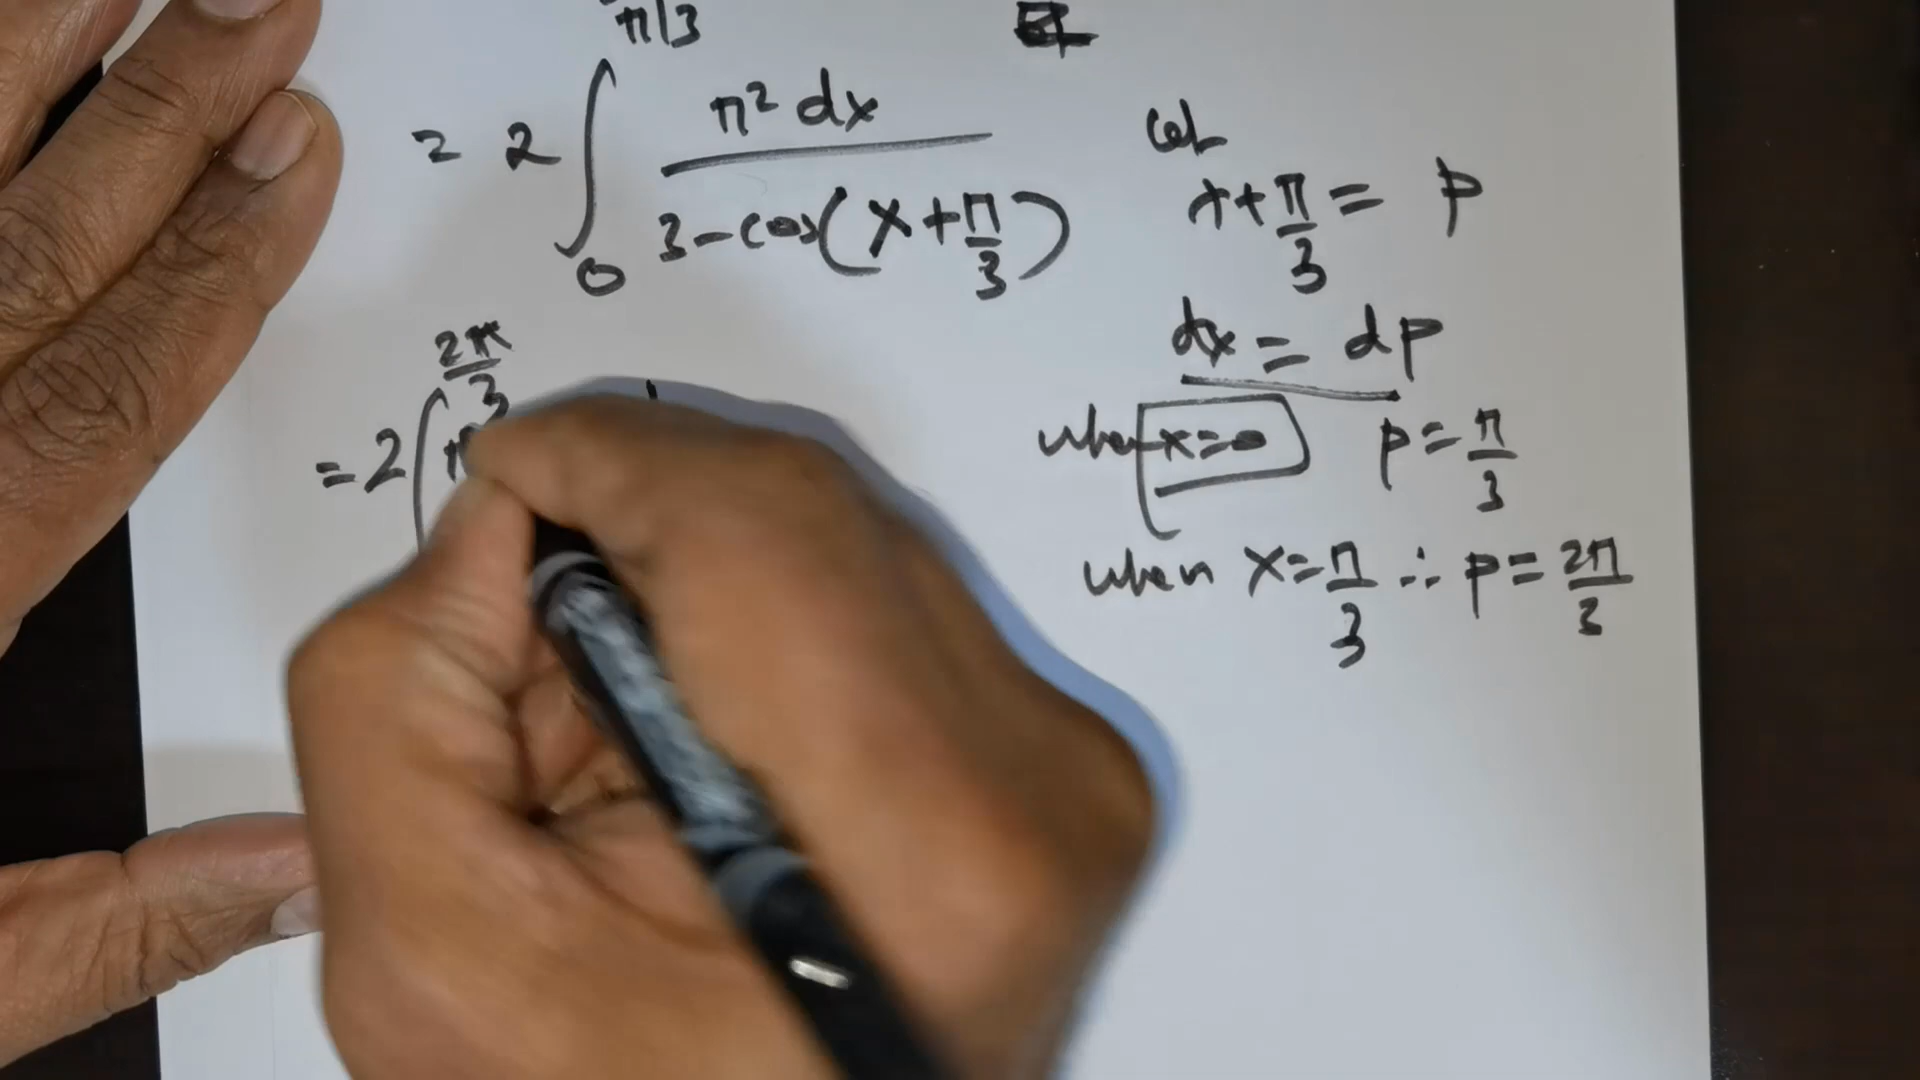 π/3
= 2 ∫ π² dx / 3 - cos(x + π/3)
0
let
x + π/3 = p
dx = dp
when x=0 p = π/3
when x = π/3 ∴ p = 2π/3
2π/3
= 2 ∫